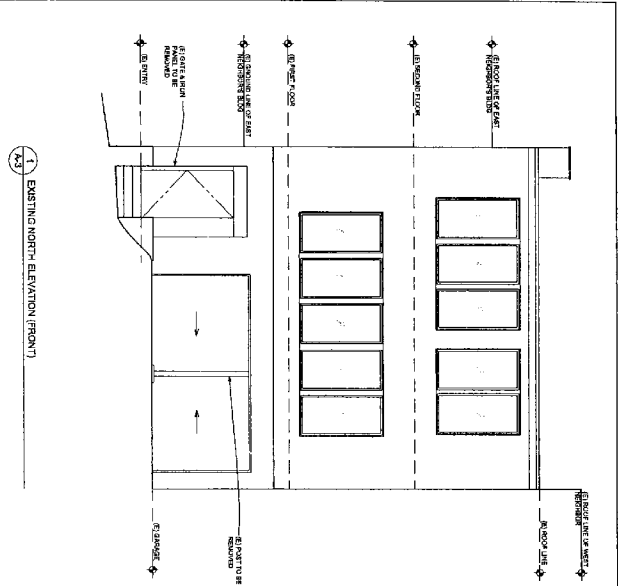 (E) ROOF LINE OF WEST
NEIGHBOUR
(E) ROOF LINE
(E) ROOF LINE OF EAST
NEIGHBOR'S BLDG
(E) SECOND FLOOR
(E) FIRST FLOOR
(E) GROUND LINE OF EAST
NEIGHBOR'S BLDG
(E) GATE & IRON
PANEL TO BE
REMOVED
(E) ENTRY
(E) POST TO BE
REMOVED
(E) GARAGE
1
A-3
EXISTING NORTH ELEVATION (FRONT)